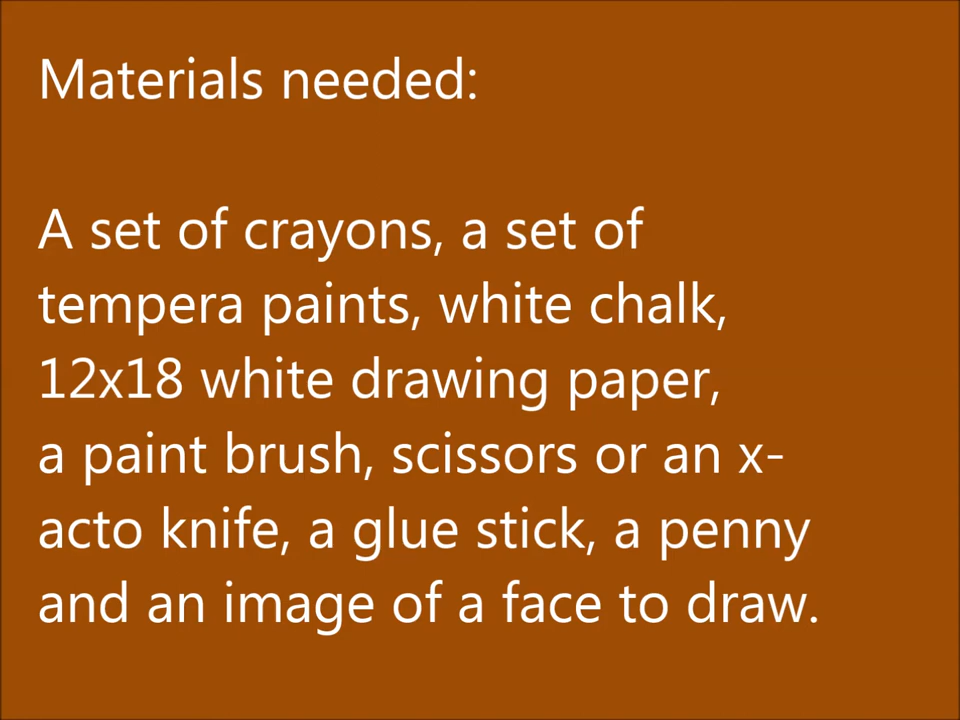 Materials needed:
A set of crayons, a set of
tempera paints, white chalk,
12x18 white drawing paper,
a paint brush, scissors or an x-
acto knife, a glue stick, a penny
and an image of a face to draw.